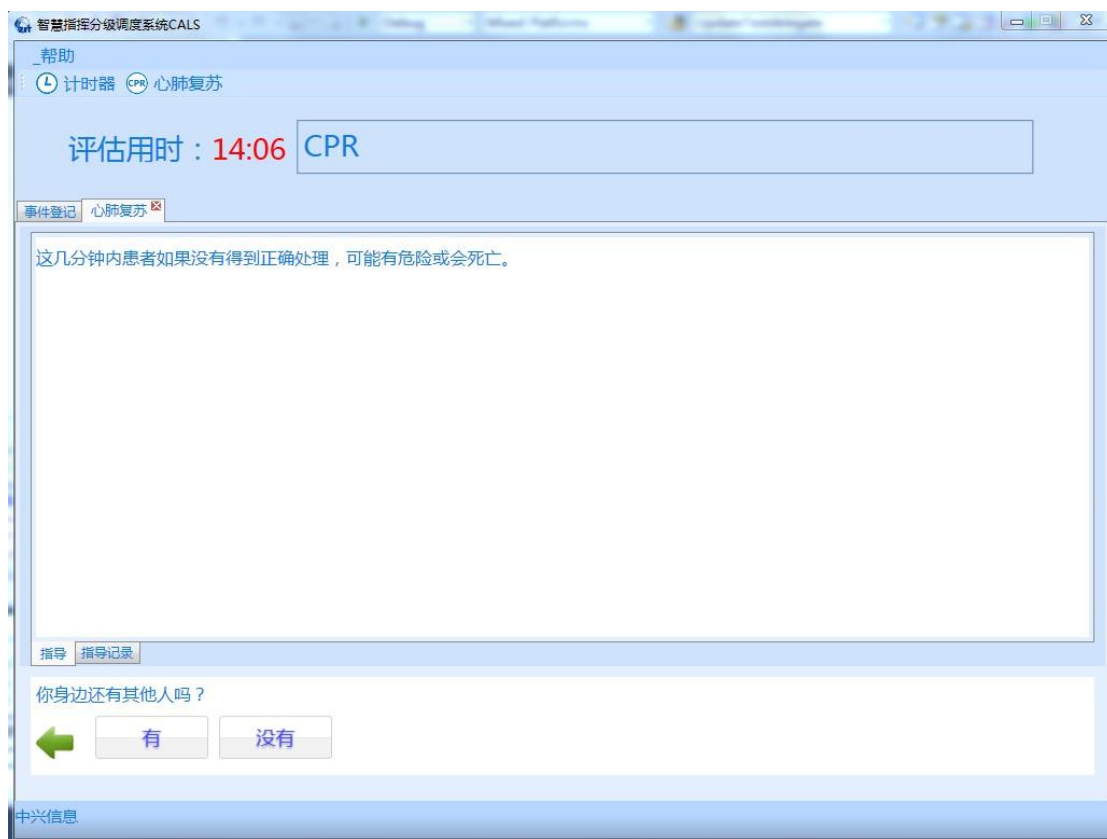 智慧指挥分级调度系统CALS
_帮助
计时器 CPR 心肺复苏
评估用时：14:06 CPR
事件登记 心肺复苏
这几分钟内患者如果没有得到正确处理，可能有危险或会死亡。
指导 指导记录
你身边还有其他人吗？
有 没有
中兴信息